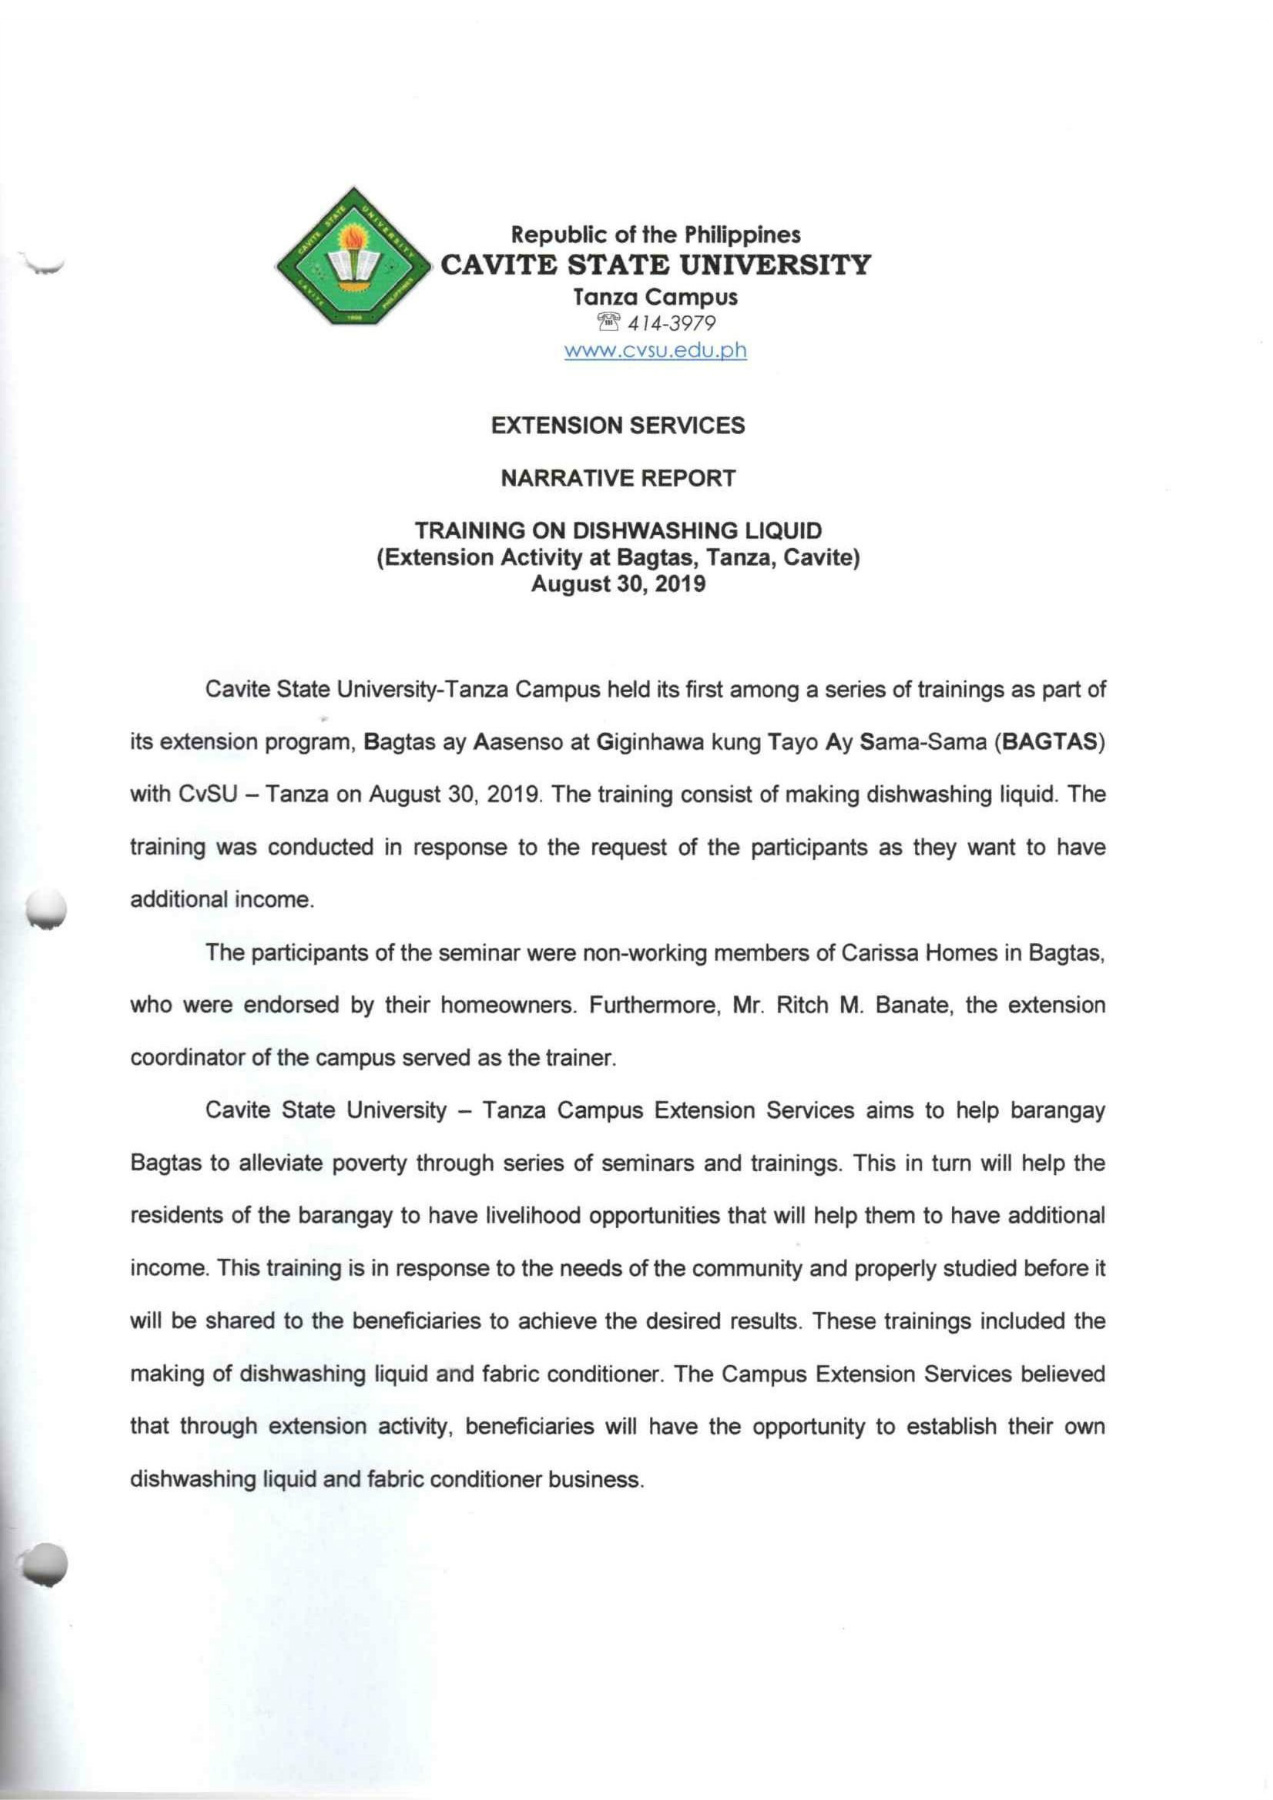 Republic of the Philippines
CAVITE STATE UNIVERSITY
Tanza Campus
☏ 414-3979
www.cvsu.edu.ph
CAVITE STATE UNIVERSITY
CAVITE PHILIPPINES
1906
EXTENSION SERVICES
NARRATIVE REPORT
TRAINING ON DISHWASHING LIQUID
(Extension Activity at Bagtas, Tanza, Cavite)
August 30, 2019
Cavite State University-Tanza Campus held its first among a series of trainings as part of
its extension program, Bagtas ay Aasenso at Giginhawa kung Tayo Ay Sama-Sama (BAGTAS)
with CvSU – Tanza on August 30, 2019. The training consist of making dishwashing liquid. The
training was conducted in response to the request of the participants as they want to have
additional income.
The participants of the seminar were non-working members of Carissa Homes in Bagtas,
who were endorsed by their homeowners. Furthermore, Mr. Ritch M. Banate, the extension
coordinator of the campus served as the trainer.
Cavite State University – Tanza Campus Extension Services aims to help barangay
Bagtas to alleviate poverty through series of seminars and trainings. This in turn will help the
residents of the barangay to have livelihood opportunities that will help them to have additional
income. This training is in response to the needs of the community and properly studied before it
will be shared to the beneficiaries to achieve the desired results. These trainings included the
making of dishwashing liquid and fabric conditioner. The Campus Extension Services believed
that through extension activity, beneficiaries will have the opportunity to establish their own
dishwashing liquid and fabric conditioner business.